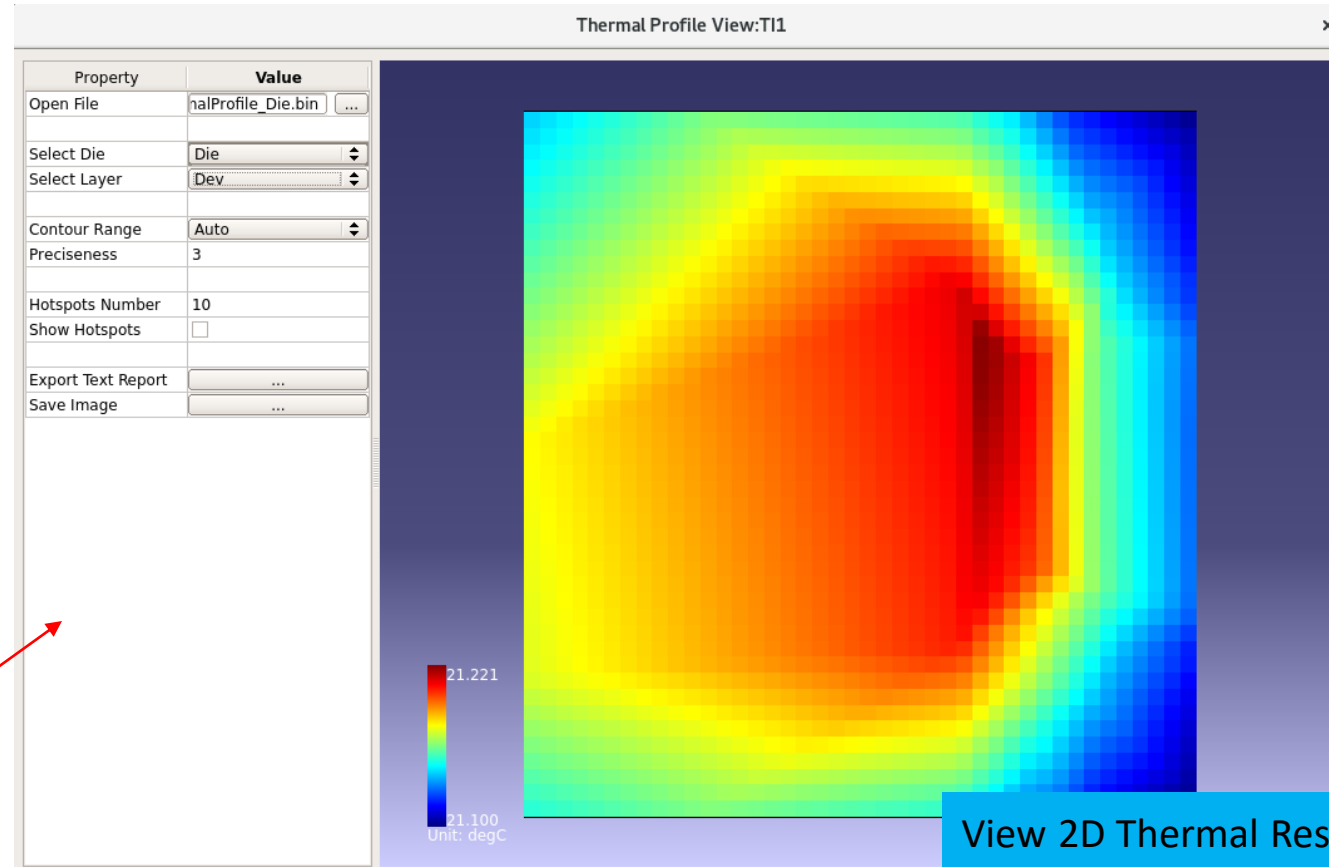 Thermal Profile View:TI1
Property Value
Open File nalProfile_Die.bin ...
Select Die Die
Select Layer Dev
Contour Range Auto
Preciseness 3
Hotspots Number 10
Show Hotspots
Export Text Report ...
Save Image ...
21.221
21.100
Unit: degC
View 2D Thermal Res